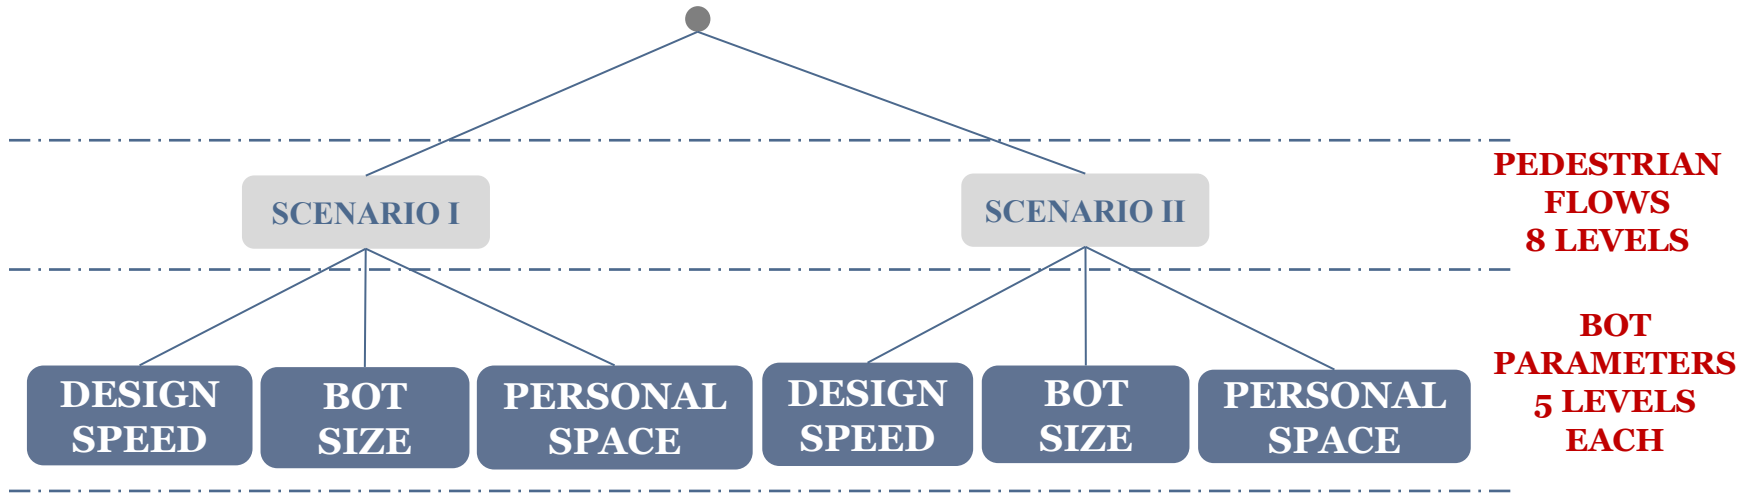 SCENARIO I
SCENARIO II
PEDESTRIAN
FLOWS
8 LEVELS
DESIGN
SPEED
BOT
SIZE
PERSONAL
SPACE
DESIGN
SPEED
BOT
SIZE
PERSONAL
SPACE
BOT
PARAMETERS
5 LEVELS
EACH